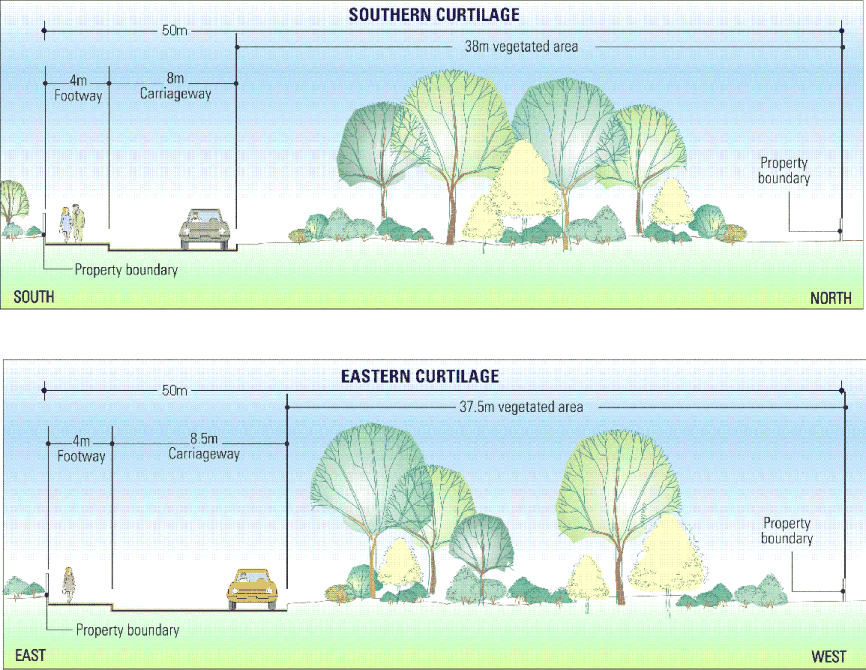 SOUTHERN CURTILAGE
50m
38m vegetated area
4m
Footway
8m
Carriageway
Property
boundary
Property boundary
SOUTH
NORTH
EASTERN CURTILAGE
50m
37.5m vegetated area
4m
Footway
8.5m
Carriageway
Property
boundary
Property boundary
EAST
WEST